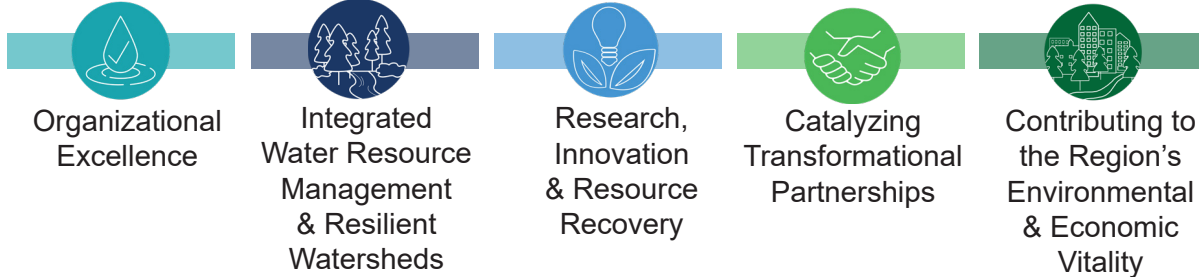 Organizational
Excellence
Integrated
Water Resource
Management
& Resilient
Watersheds
Research,
Innovation
& Resource
Recovery
Catalyzing
Transformational
Partnerships
Contributing to
the Region’s
Environmental
& Economic
Vitality